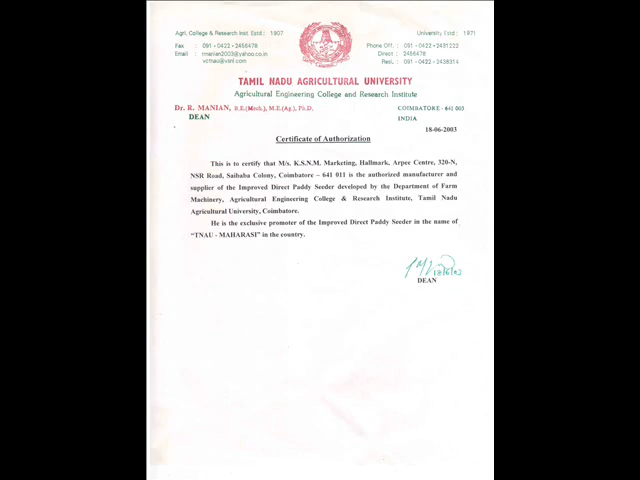 Agri. College & Research Inst. Estd : 1907
University Estd : 1971
Fax : 091 - 0422 - 2456478
Email : rmanian2003@yahoo.co.in
vctnau@vsnl.com
Phone Off. : 091 - 0422 - 2431222
Direct : 2456478
Resi. : 091 - 0422 - 2438314
TAMIL NADU AGRICULTURAL UNIVERSITY
Agricultural Engineering College and Research Institute
Dr. R. MANIAN, B.E.(Mech.), M.E.(Ag.), Ph.D.
DEAN
COIMBATORE - 641 003
INDIA
18-06-2003
Certificate of Authorization
This is to certify that M/s. K.S.N.M. Marketing, Hallmark, Arpee Centre, 320-N,
NSR Road, Saibaba Colony, Coimbatore – 641 011 is the authorized manufacturer and
supplier of the Improved Direct Paddy Seeder developed by the Department of Farm
Machinery, Agricultural Engineering College & Research Institute, Tamil Nadu
Agricultural University, Coimbatore.
He is the exclusive promoter of the Improved Direct Paddy Seeder in the name of
“TNAU - MAHARASI” in the country.
DEAN